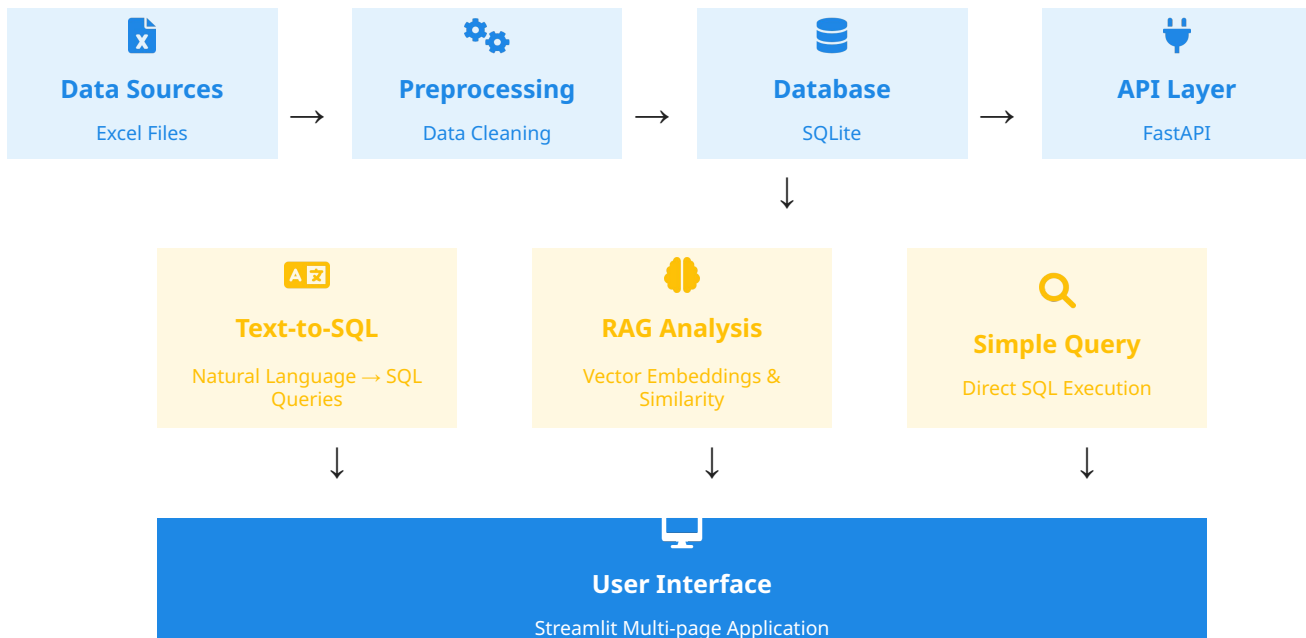 Data Sources
Excel Files
→
Preprocessing
Data Cleaning
→
Database
SQLite
→
API Layer
FastAPI
↓
Text-to-SQL
Natural Language → SQL
Queries
RAG Analysis
Vector Embeddings &
Similarity
Simple Query
Direct SQL Execution
↓
↓
↓
User Interface
Streamlit Multi-page Application